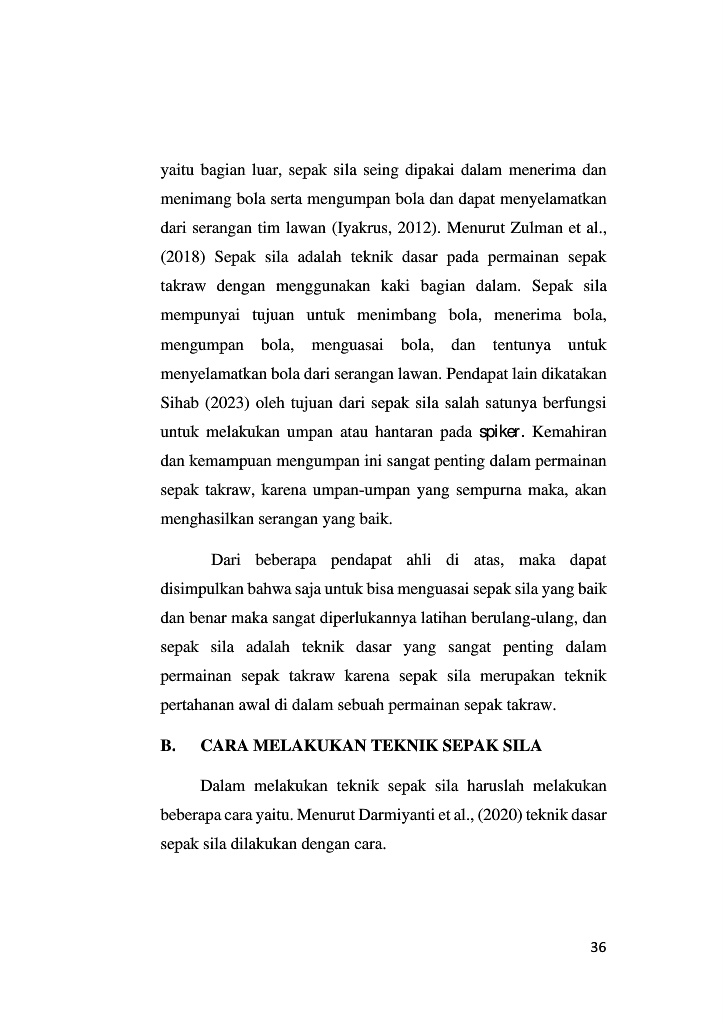 yaitu bagian luar, sepak sila seing dipakai dalam menerima dan
menimang bola serta mengumpan bola dan dapat menyelamatkan
dari serangan tim lawan (Iyakrus, 2012). Menurut Zulman et al.,
(2018) Sepak sila adalah teknik dasar pada permainan sepak
takraw dengan menggunakan kaki bagian dalam. Sepak sila
mempunyai tujuan untuk menimbang bola, menerima bola,
mengumpan bola, menguasai bola, dan tentunya untuk
menyelamatkan bola dari serangan lawan. Pendapat lain dikatakan
Sihab (2023) oleh tujuan dari sepak sila salah satunya berfungsi
untuk melakukan umpan atau hantaran pada spiker. Kemahiran
dan kemampuan mengumpan ini sangat penting dalam permainan
sepak takraw, karena umpan-umpan yang sempurna maka, akan
menghasilkan serangan yang baik.
Dari beberapa pendapat ahli di atas, maka dapat
disimpulkan bahwa saja untuk bisa menguasai sepak sila yang baik
dan benar maka sangat diperlukannya latihan berulang-ulang, dan
sepak sila adalah teknik dasar yang sangat penting dalam
permainan sepak takraw karena sepak sila merupakan teknik
pertahanan awal di dalam sebuah permainan sepak takraw.
B. CARA MELAKUKAN TEKNIK SEPAK SILA
Dalam melakukan teknik sepak sila haruslah melakukan
beberapa cara yaitu. Menurut Darmiyanti et al., (2020) teknik dasar
sepak sila dilakukan dengan cara.
36